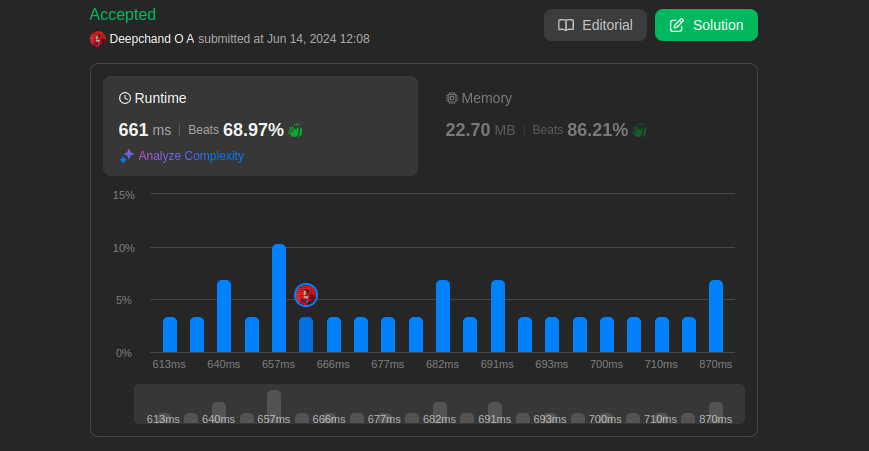 Accepted
Deepchand O A submitted at Jun 14, 2024 12:08
Editorial
Solution
Runtime
661 ms | Beats 68.97%
Analyze Complexity
Memory
22.70 MB | Beats 86.21%
15%
10%
5%
0%
613ms 640ms 657ms 666ms 677ms 682ms 691ms 693ms 700ms 710ms 870ms
613ms 640ms 657ms 666ms 677ms 682ms 691ms 693ms 700ms 710ms 870ms